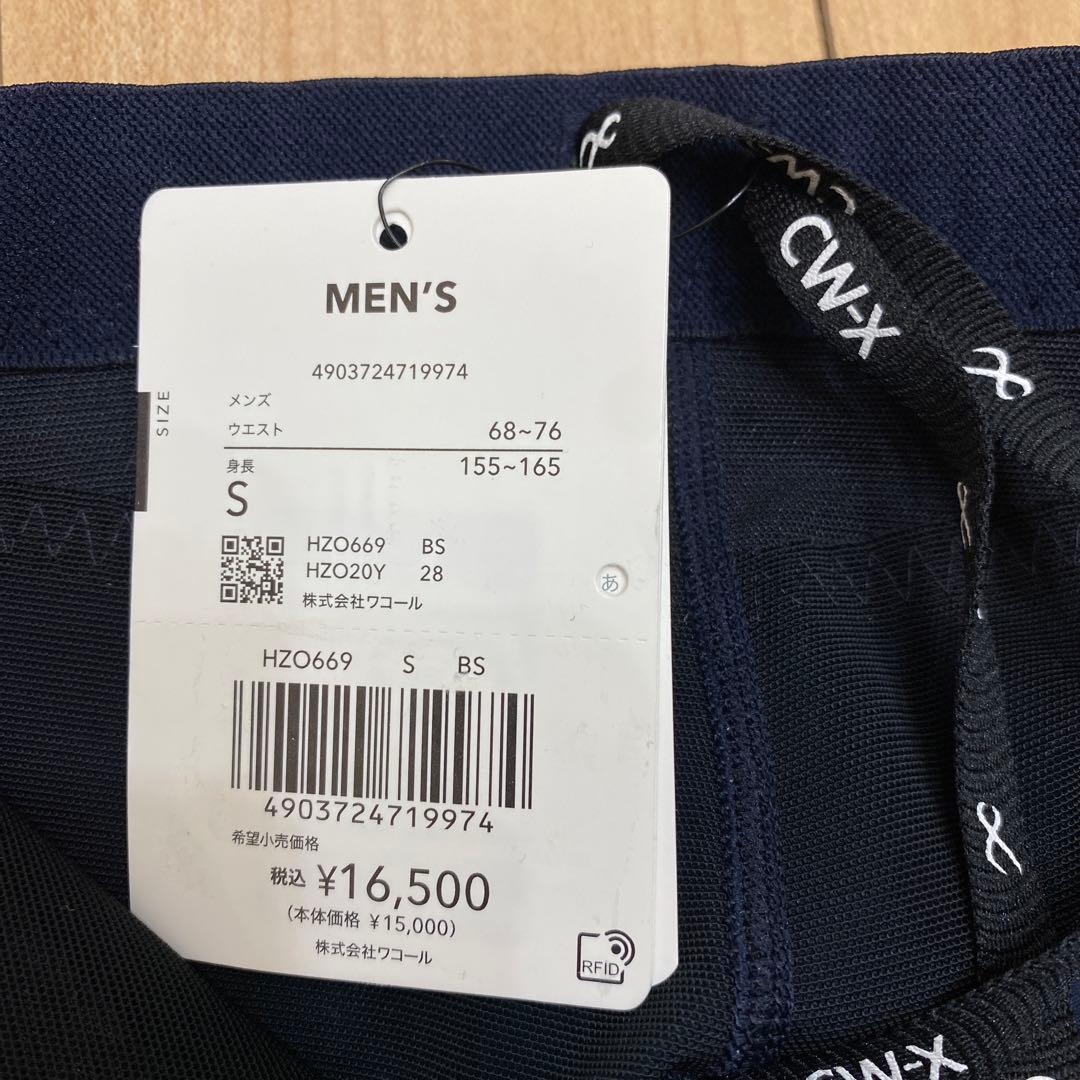 MEN'S
4903724719974
SIZE
メンズ
ウエスト 68~76
身長 155~165
S
HZO669 BS
HZO20Y 28
株式会社ワコール
あ
HZO669 S BS
4903724719974
希望小売価格
税込 ¥16,500
(本体価格 ¥15,000)
株式会社ワコール
RFID
CW-X
CW-X